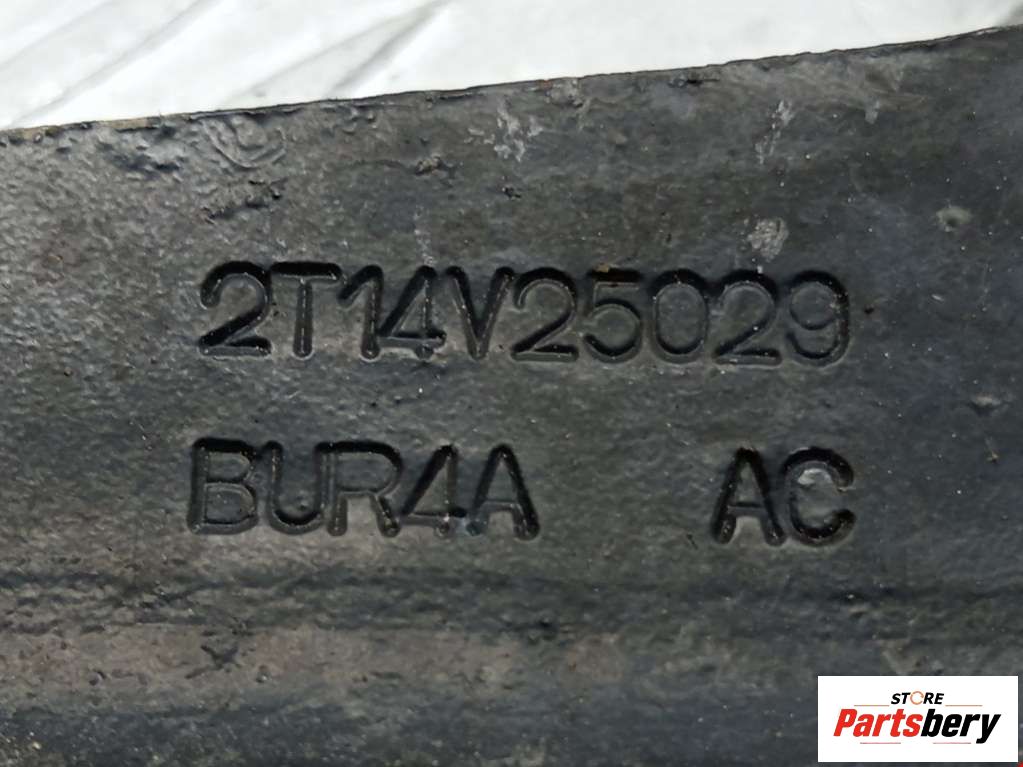 2T14V25029
BUR4A AC
STORE
Partsbery